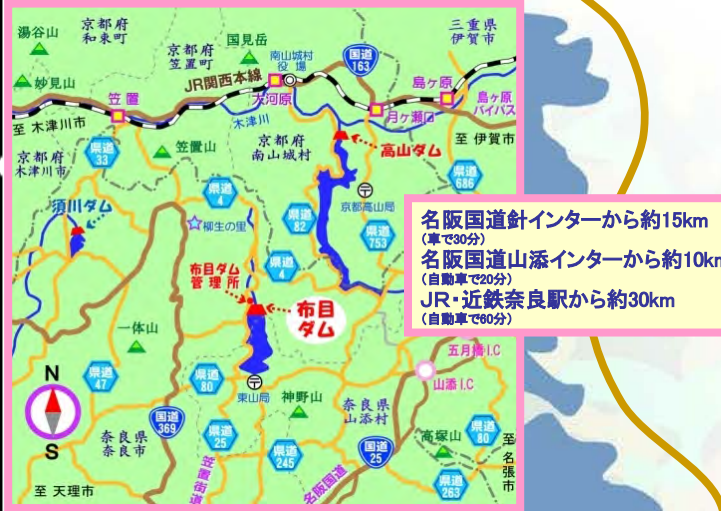 湯谷山
京都府
和束町
京都府
笠置町
国見岳
南山城村
役場
国道
163
三重県
伊賀市
妙見山
JR関西本線
島ヶ原
笠置
大河原
月ヶ瀬口
島ヶ原
バイパス
至 木津川市
木津川
京都府
南山城村
高山ダム
至 伊賀市
京都府
木津川市
県道
33
笠置山
県道
4
県道
686
須川ダム
柳生の里
県道
82
京都高山局
県道
753
布目ダム
管理所
県道
4
布目
ダム
名阪国道針インターから約15km
(車で30分)
名阪国道山添インターから約10km
(自動車で20分)
JR・近鉄奈良駅から約30km
(自動車で60分)
一体山
五月橋I.C
山添I.C
N
S
県道
47
県道
80
東山局
神野山
奈良県
山添村
奈良県
奈良市
国道
369
県道
25
県道
245
国道
25
高塚山
県道
80
至名張市
県道
263
笠置街道
名阪国道
至 天理市